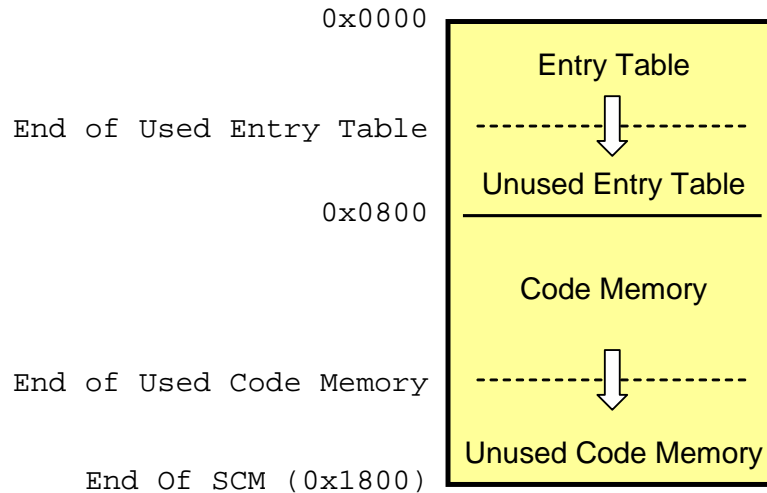 0x0000
Entry Table
End of Used Entry Table
Unused Entry Table
0x0800
Code Memory
End of Used Code Memory
Unused Code Memory
End Of SCM (0x1800)